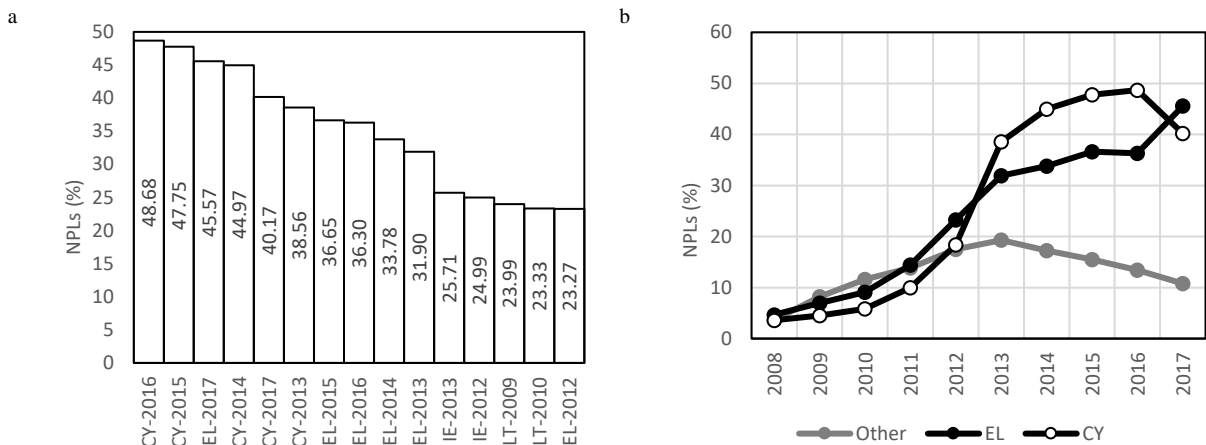 a
50
45
40
35
30
25
20
15
10
5
0
NPLs (%)
48.68
47.75
45.57
44.97
40.17
38.56
36.65
36.30
33.78
31.90
25.71
24.99
23.99
23.33
23.27
CY-2016
CY-2015
EL-2017
CY-2014
CY-2017
CY-2013
EL-2015
EL-2016
EL-2014
EL-2013
IE-2013
IE-2012
LT-2009
LT-2010
EL-2012
b
60
50
40
30
20
10
0
NPLs (%)
2008
2009
2010
2011
2012
2013
2014
2015
2016
2017
Other
EL
CY